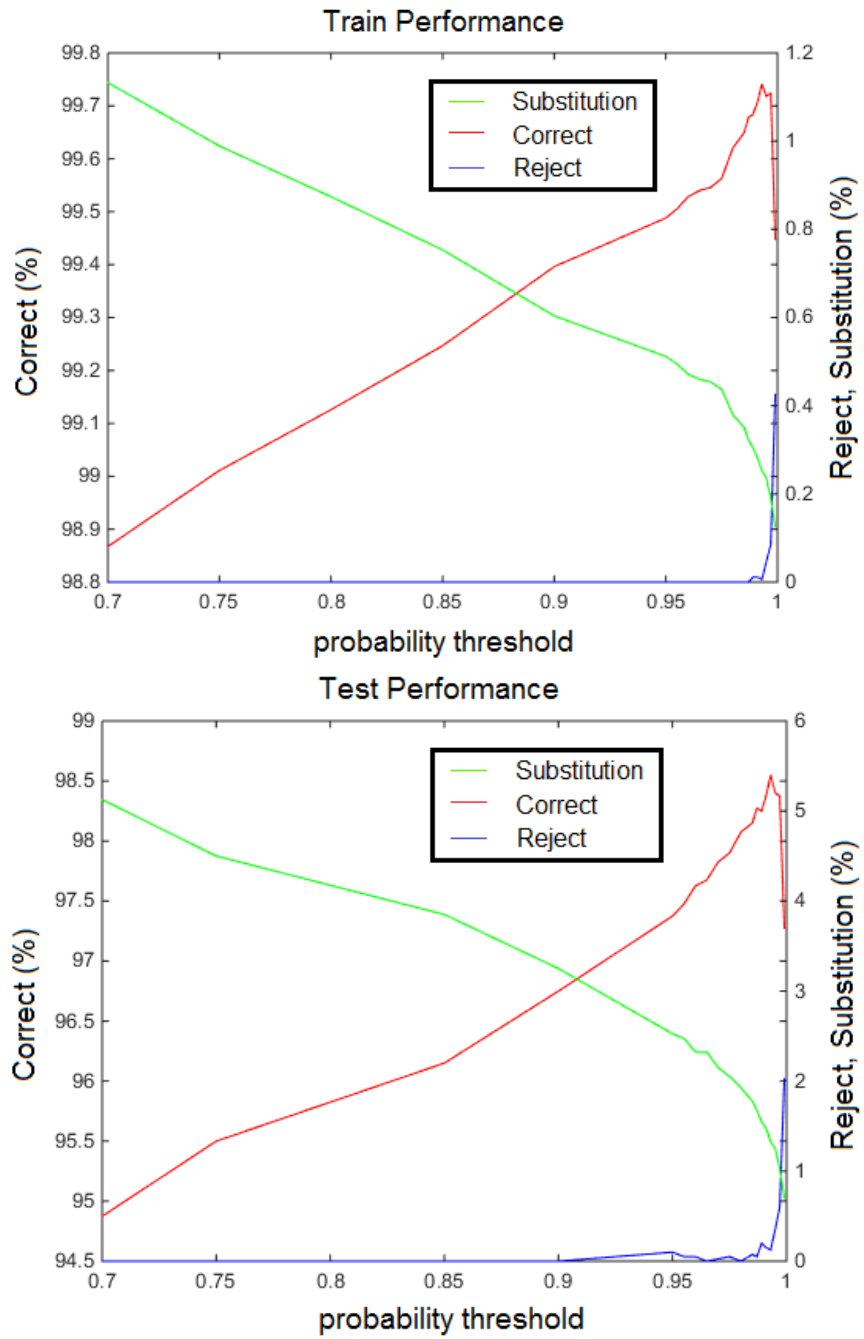 Train Performance
99.8
99.7
99.6
99.5
99.4
99.3
99.2
99.1
99
98.9
98.8
Correct (%)
Substitution
Correct
Reject
1.2
1
0.8
0.6
0.4
0.2
0
Reject, Substitution (%)
0.7 0.75 0.8 0.85 0.9 0.95 1
probability threshold
Test Performance
99
98.5
98
97.5
97
96.5
96
95.5
95
94.5
Correct (%)
Substitution
Correct
Reject
6
5
4
3
2
1
0
Reject, Substitution (%)
0.7 0.75 0.8 0.85 0.9 0.95 1
probability threshold